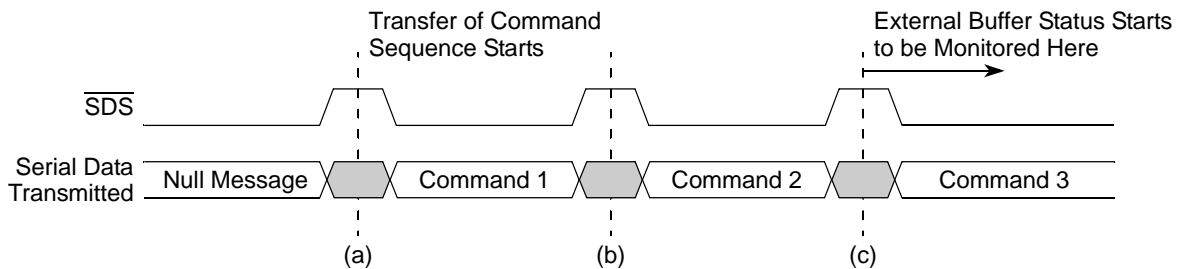 Transfer of Command
Sequence Starts
External Buffer Status Starts
to be Monitored Here
SDS
Serial Data
Transmitted
Null Message
Command 1
Command 2
Command 3
(a)
(b)
(c)